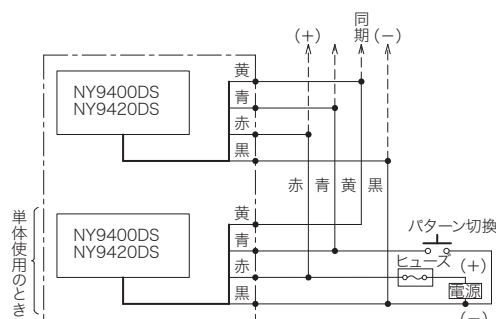 同期
(+)
(−)
黄
青
赤
黒
NY9400DS
NY9420DS
赤
青
黄
黒
単体使用のとき
NY9400DS
NY9420DS
黄
青
赤
黒
パターン切換
ヒューズ
(+)
電源
(−)